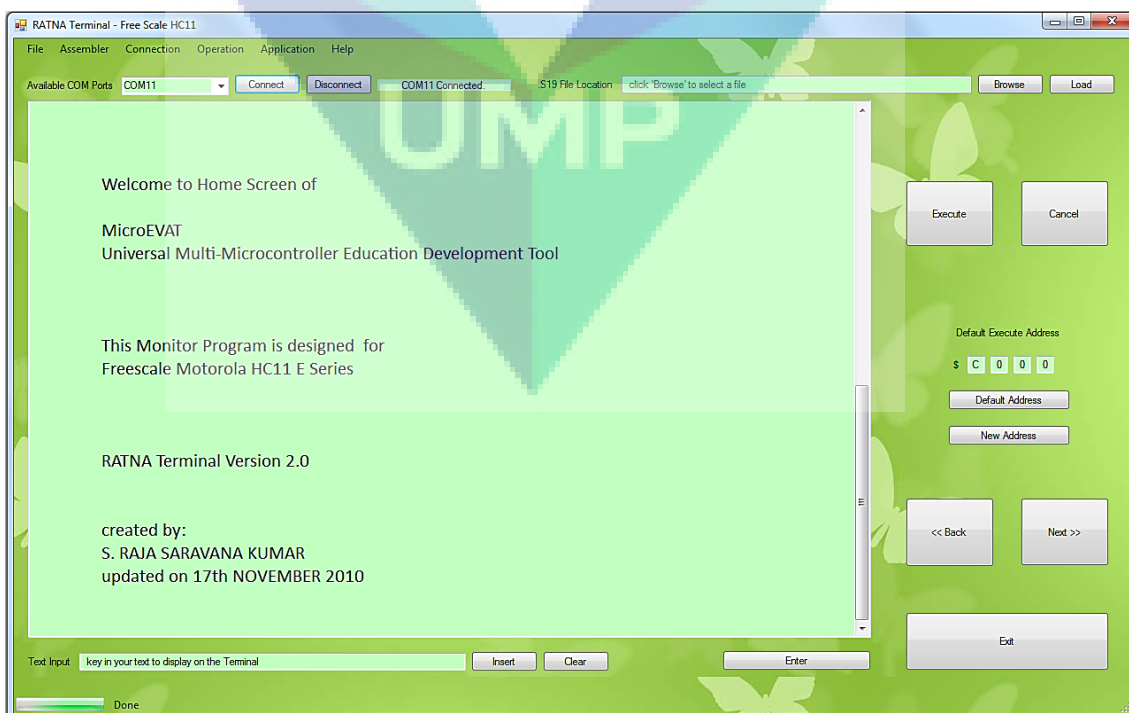 RATNA Terminal - Free Scale HC11
File Assembler Connection Operation Application Help
Available COM Ports COM11 Connect Disconnect COM11 Connected. S19 File Location click 'Browse' to select a file Browse Load
UMP
Welcome to Home Screen of
MicroEVAT
Universal Multi-Microcontroller Education Development Tool
This Monitor Program is designed for
Freescale Motorola HC11 E Series
RATNA Terminal Version 2.0
created by:
S. RAJA SARAVANA KUMAR
updated on 17th NOVEMBER 2010
Execute Cancel
Default Execute Address
$ C 0 0 0
Default Address
New Address
<< Back Next >>
Exit
Text Input key in your text to display on the Terminal Insert Clear Enter
Done